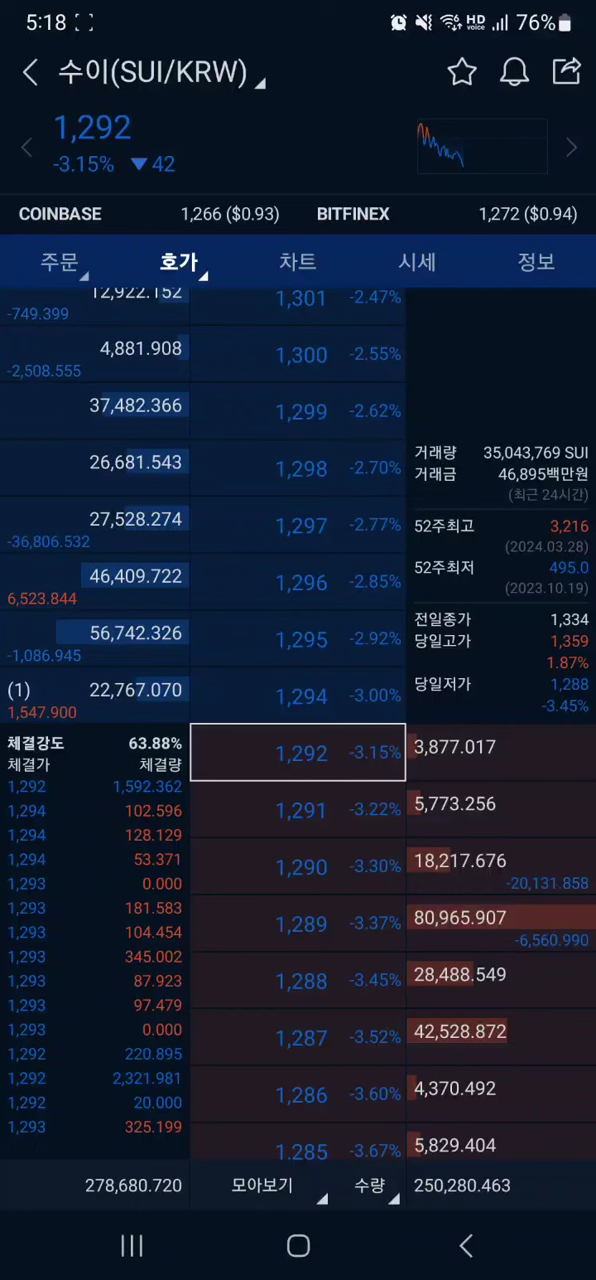 5:18 HD voice 76%
수이(SUI/KRW)
1,292
-3.15% ▼42
COINBASE 1,266 ($0.93) BITFINEX 1,272 ($0.94)
주문 호가 차트 시세 정보
12,922.152 1,301 -2.47%
-749.399
4,881.908 1,300 -2.55%
-2,508.555
37,482.366 1,299 -2.62%
26,681.543 1,298 -2.70%
27,528.274 1,297 -2.77%
-36,806.532
46,409.722 1,296 -2.85%
6,523.844
56,742.326 1,295 -2.92%
-1,086.945
(1) 22,767.070 1,294 -3.00%
1,547.900
거래량 35,043,769 SUI
거래금 46,895백만원
(최근 24시간)
52주최고 3,216
(2024.03.28)
52주최저 495.0
(2023.10.19)
전일종가 1,334
당일고가 1,359
1.87%
당일저가 1,288
-3.45%
체결강도 63.88%
체결가 체결량
1,292 1,592.362
1,294 102.596
1,294 128.129
1,294 53.371
1,293 0.000
1,293 181.583
1,293 104.454
1,293 345.002
1,293 87.923
1,293 97.479
1,293 0.000
1,292 220.895
1,292 2,321.981
1,292 20.000
1,293 325.199
1,292 -3.15% 3,877.017
1,291 -3.22% 5,773.256
1,290 -3.30% 18,217.676
-20,131.858
1,289 -3.37% 80,965.907
-6,560.990
1,288 -3.45% 28,488.549
1,287 -3.52% 42,528.872
1,286 -3.60% 4,370.492
1,285 -3.67% 5,829.404
278,680.720 모아보기 수량 250,280.463